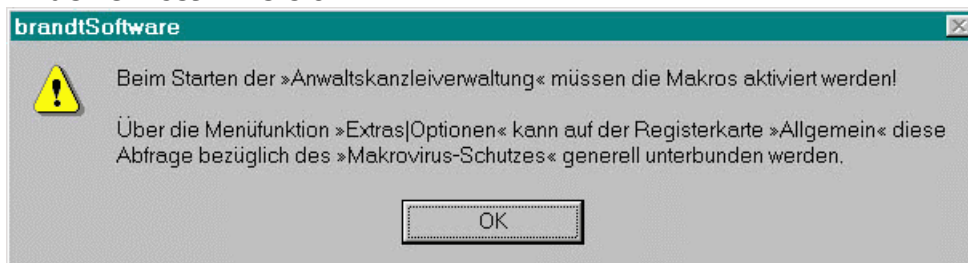 brandtSoftware
Beim Starten der »Anwaltskanzleiverwaltung« müssen die Makros aktiviert werden!
Über die Menüfunktion »Extras|Optionen« kann auf der Registerkarte »Allgemein« diese
Abfrage bezüglich des »Makrovirus-Schutzes« generell unterbunden werden.
OK